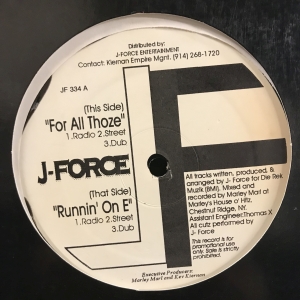 Distributed by:
J-FORCE ENTERTAINMENT
Contact: Kiernan Empire Mgnt. (914) 268-1720
JF 334 A
(This Side)
"For All Thoze"
1.Radio 2.Street
3.Dub
J-FORCE
(That Side)
"Runnin' On E"
1.Radio 2.Street
3.Dub
All tracks written, produced, &
arranged by J- Force for Die Rek
Muzik (BMI). Mixed and
recorded by Marley Marl at
Marley's House o' Hitz,
Chestnut Ridge, NY.
Assistant Engineer, Thomas X
All cutz performed by
J- Force
This record is for
promotional use
only. Sale is strictly
prohibited.
Executive Producers:
Marley Marl and Kev Kiernan